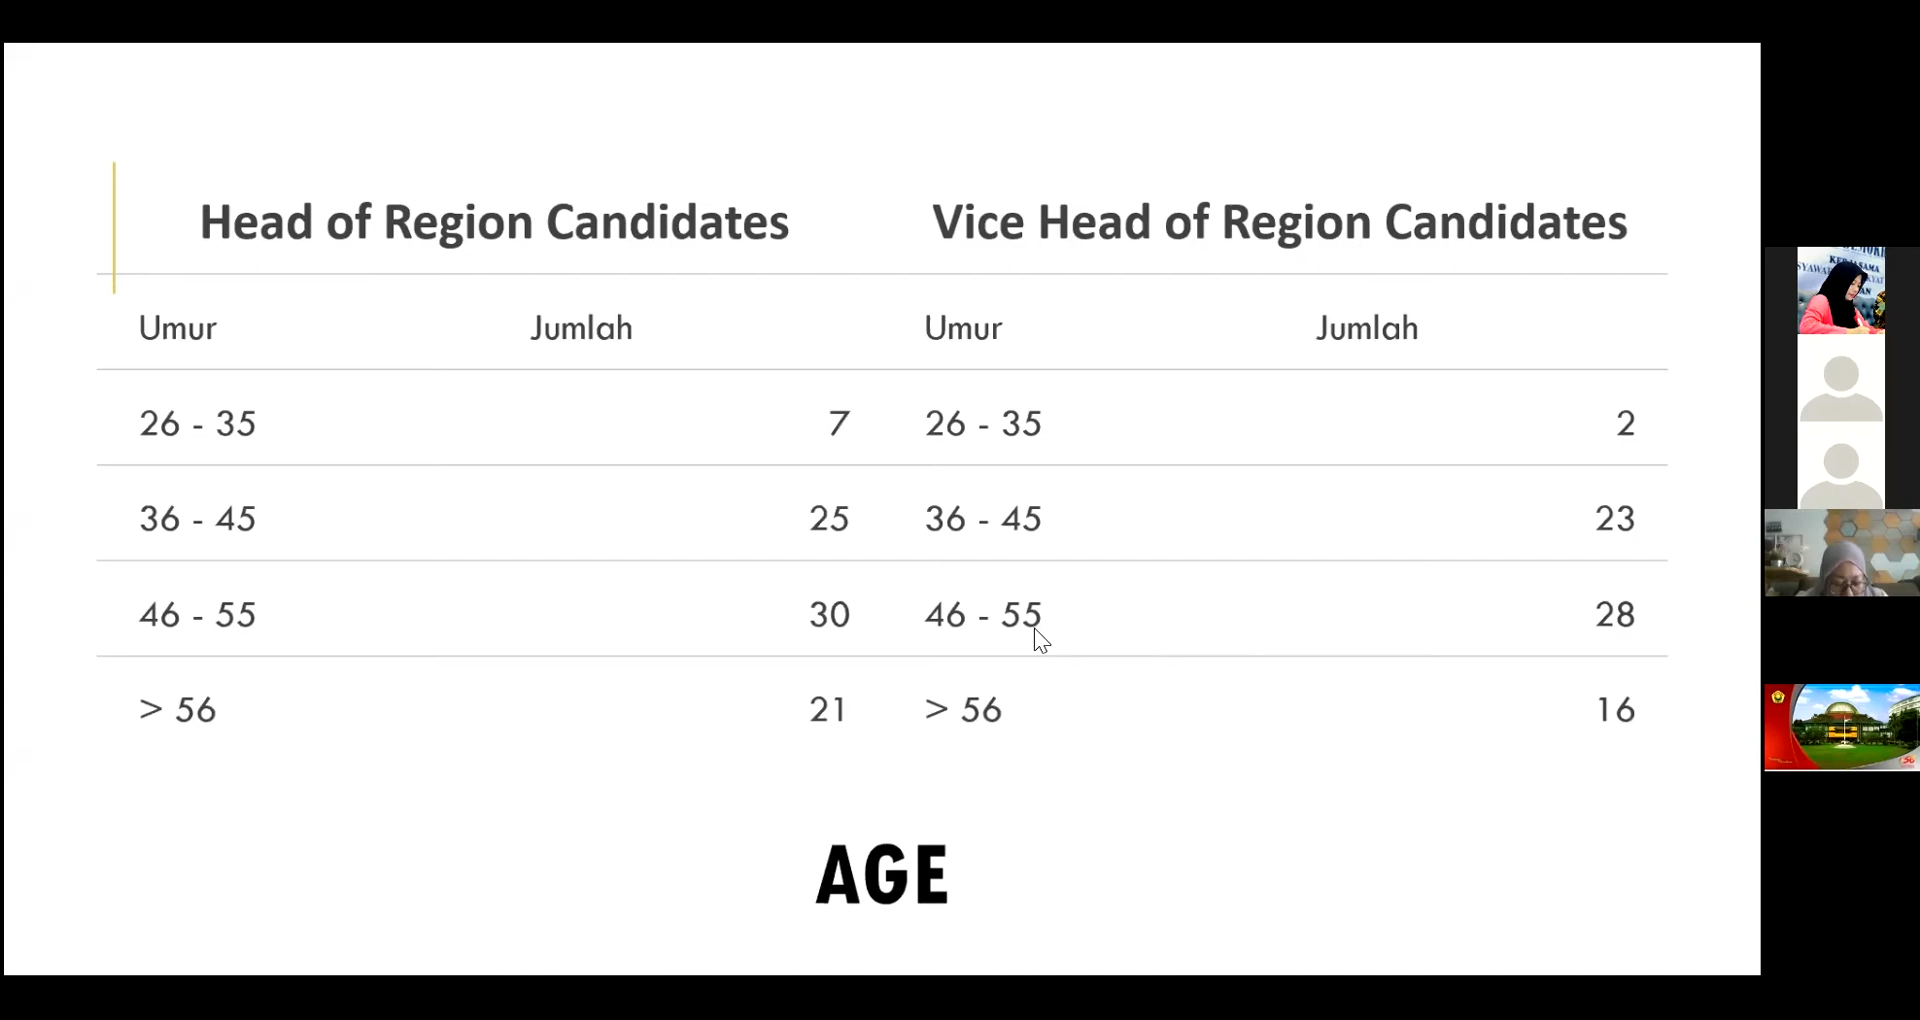 Head of Region Candidates Vice Head of Region Candidates
Umur Jumlah Umur Jumlah
26 - 35 7 26 - 35 2
36 - 45 25 36 - 45 23
46 - 55 30 46 - 55 28
> 56 21 > 56 16
AGE
KERJASAMA